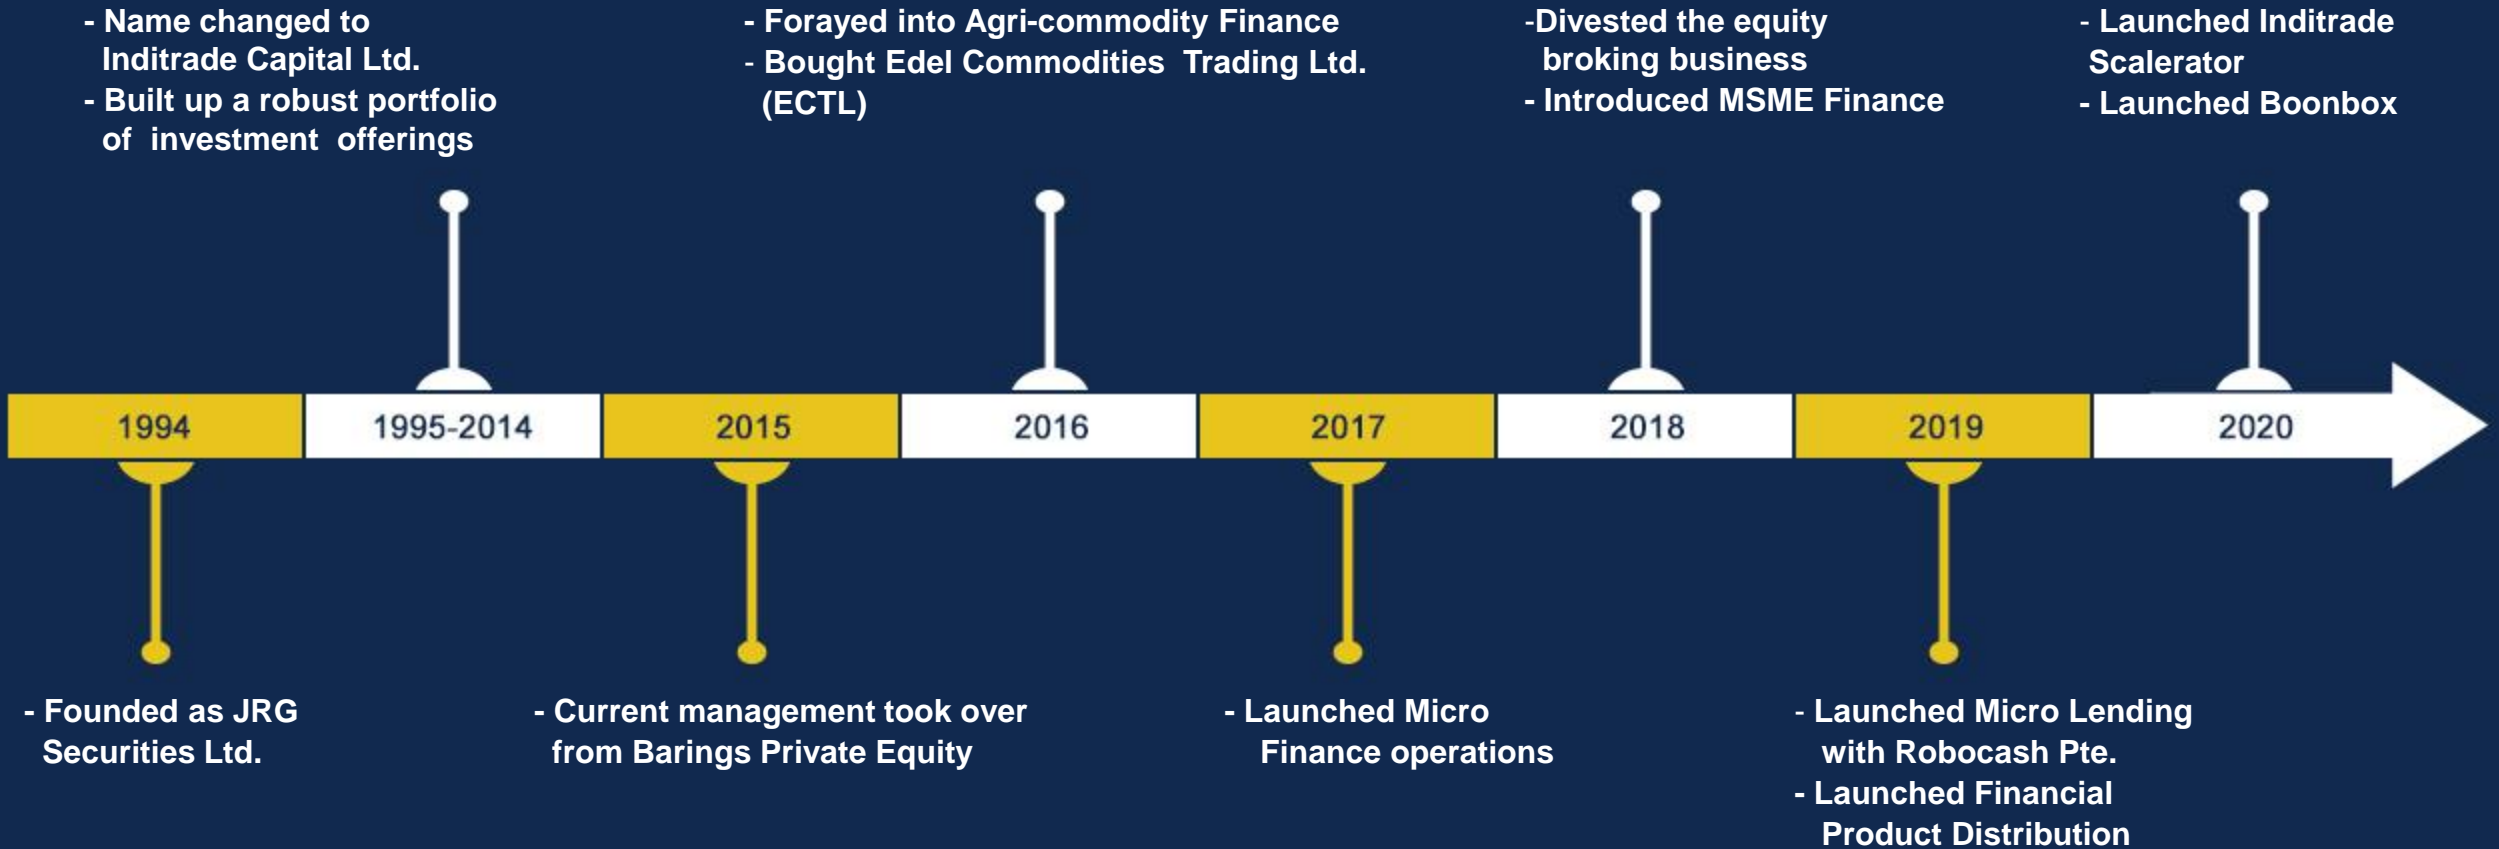 - Name changed to
Inditrade Capital Ltd.
- Built up a robust portfolio
of investment offerings
- Forayed into Agri-commodity Finance
- Bought Edel Commodities Trading Ltd.
(ECTL)
-Divested the equity
broking business
- Introduced MSME Finance
- Launched Inditrade
Scalerator
- Launched Boonbox
1994
1995-2014
2015
2016
2017
2018
2019
2020
- Founded as JRG
Securities Ltd.
- Current management took over
from Barings Private Equity
- Launched Micro
Finance operations
- Launched Micro Lending
with Robocash Pte.
- Launched Financial
Product Distribution